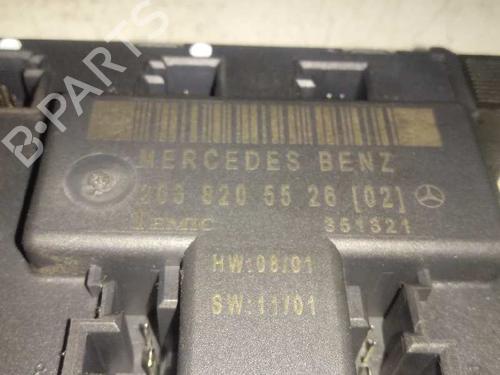 B-PARTS
MERCEDES BENZ
203 820 55 26 [02]
TEMIC 351321
HW:08/01
SW:11/01